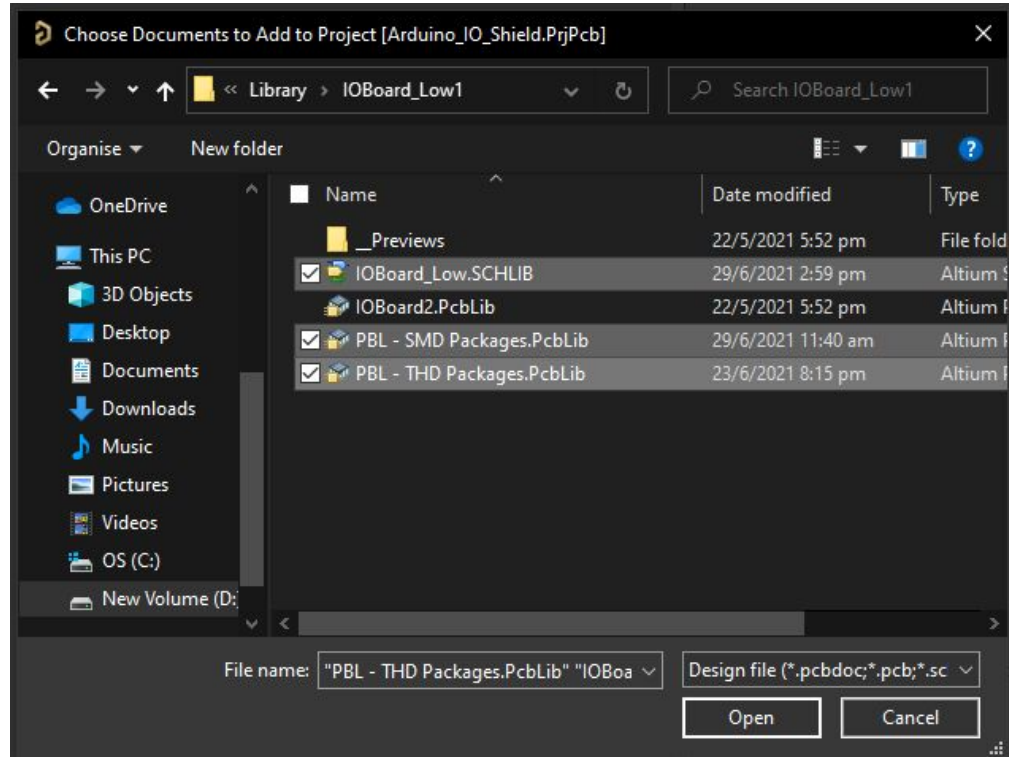 Choose Documents to Add to Project [Arduino_IO_Shield.PrjPcb]
« Library › IOBoard_Low1
Search IOBoard_Low1
Organise
New folder
Name Date modified Type
OneDrive
This PC
3D Objects
Desktop
Documents
Downloads
Music
Pictures
Videos
OS (C:)
New Volume (D:
__Previews 22/5/2021 5:52 pm File fold
IOBoard_Low.SCHLIB 29/6/2021 2:59 pm Altium S
IOBoard2.PcbLib 22/5/2021 5:52 pm Altium P
PBL - SMD Packages.PcbLib 29/6/2021 11:40 am Altium P
PBL - THD Packages.PcbLib 23/6/2021 8:15 pm Altium P
File name: "PBL - THD Packages.PcbLib" "IOBoa
Design file (*.pcbdoc;*.pcb;*.sc
Open Cancel